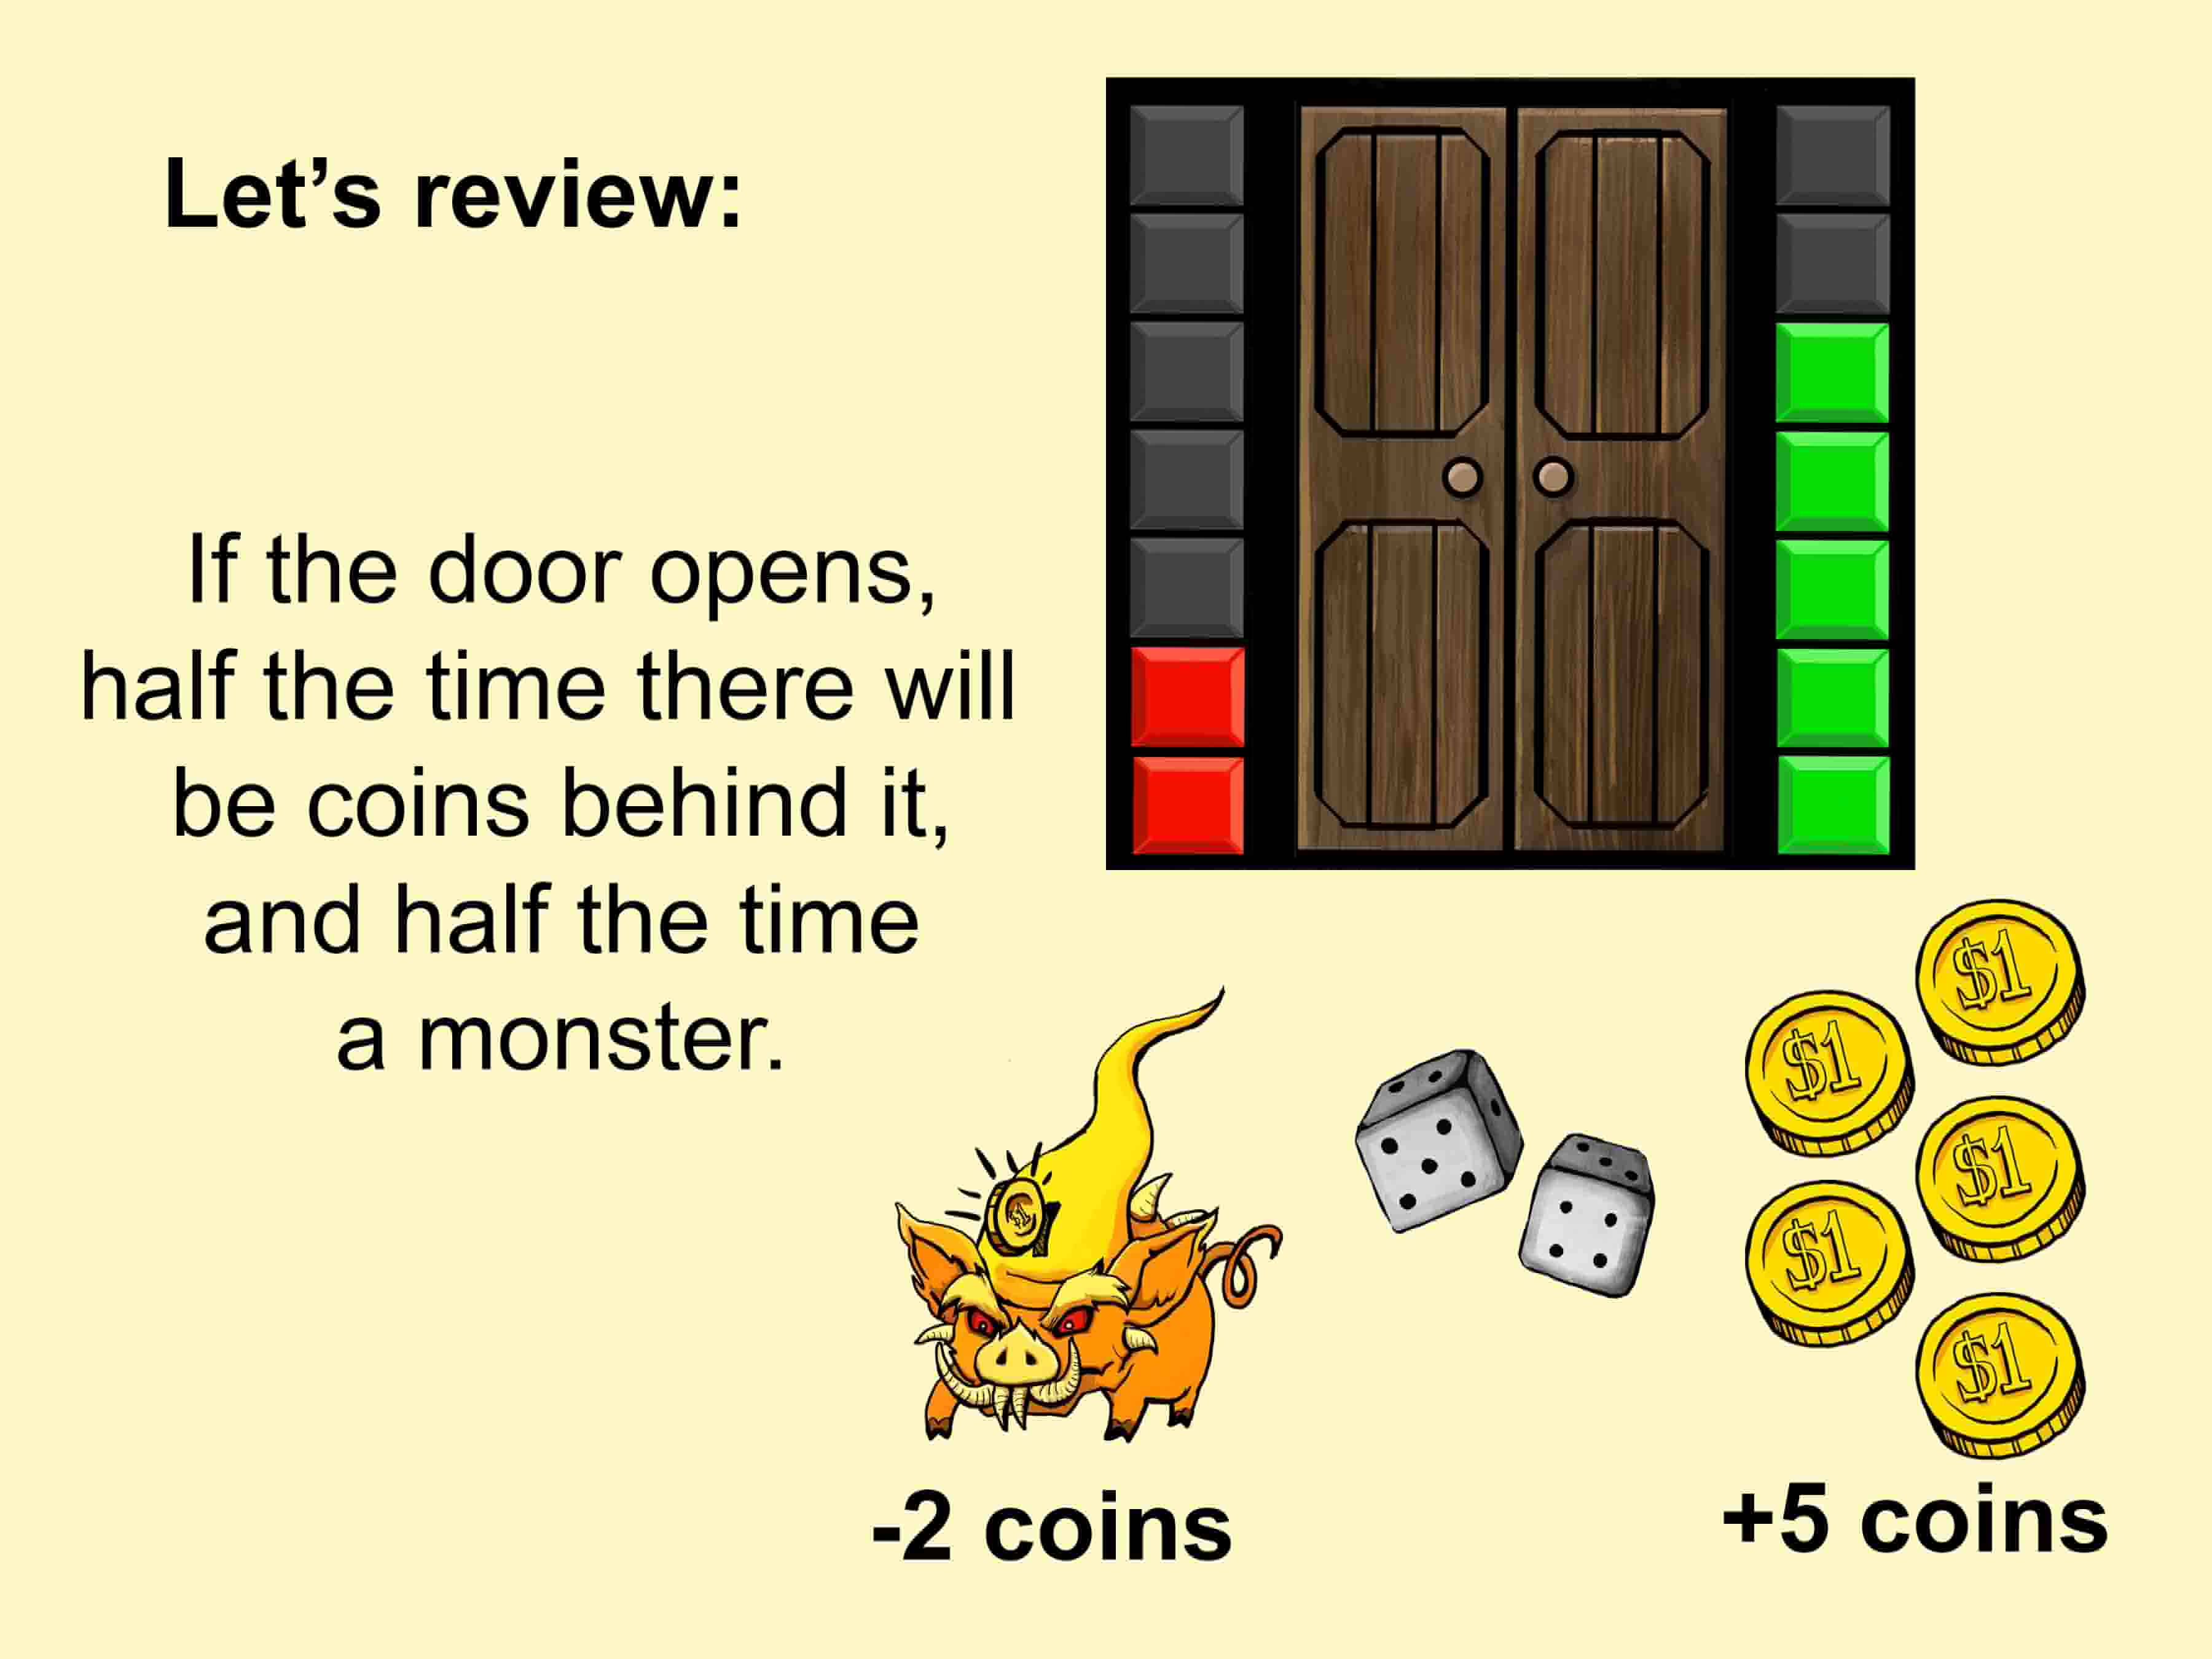 Let’s review:
If the door opens,
half the time there will
be coins behind it,
and half the time
a monster.
$1
$1
$1
$1
$1
$1
-2 coins
+5 coins